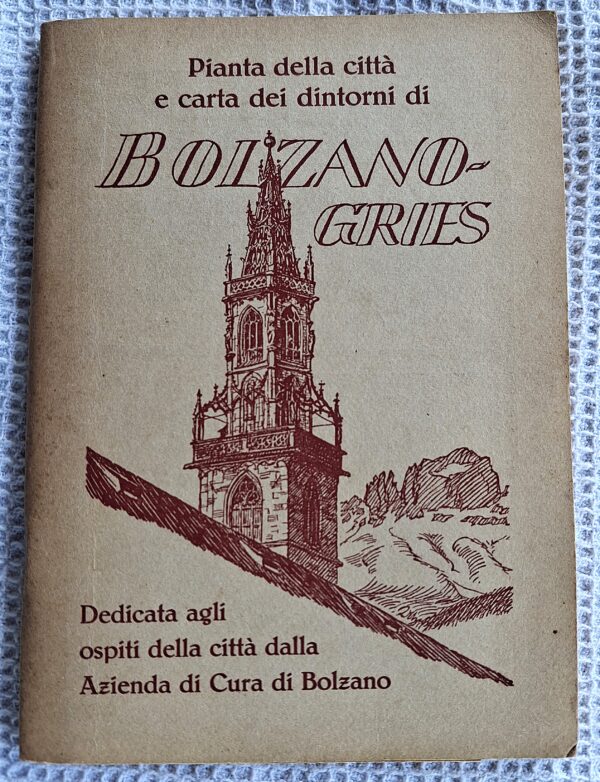 Pianta della città
e carta dei dintorni di
BOLZANO-
GRIES
Dedicata agli
ospiti della città dalla
Azienda di Cura di Bolzano